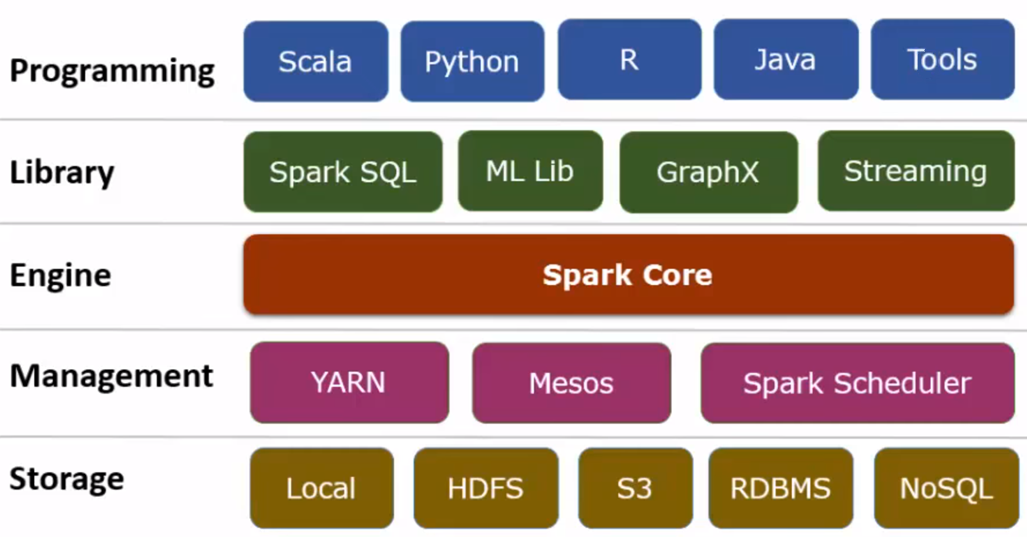 Programming
Scala
Python
R
Java
Tools
Library
Spark SQL
ML Lib
GraphX
Streaming
Engine
Spark Core
Management
YARN
Mesos
Spark Scheduler
Storage
Local
HDFS
S3
RDBMS
NoSQL